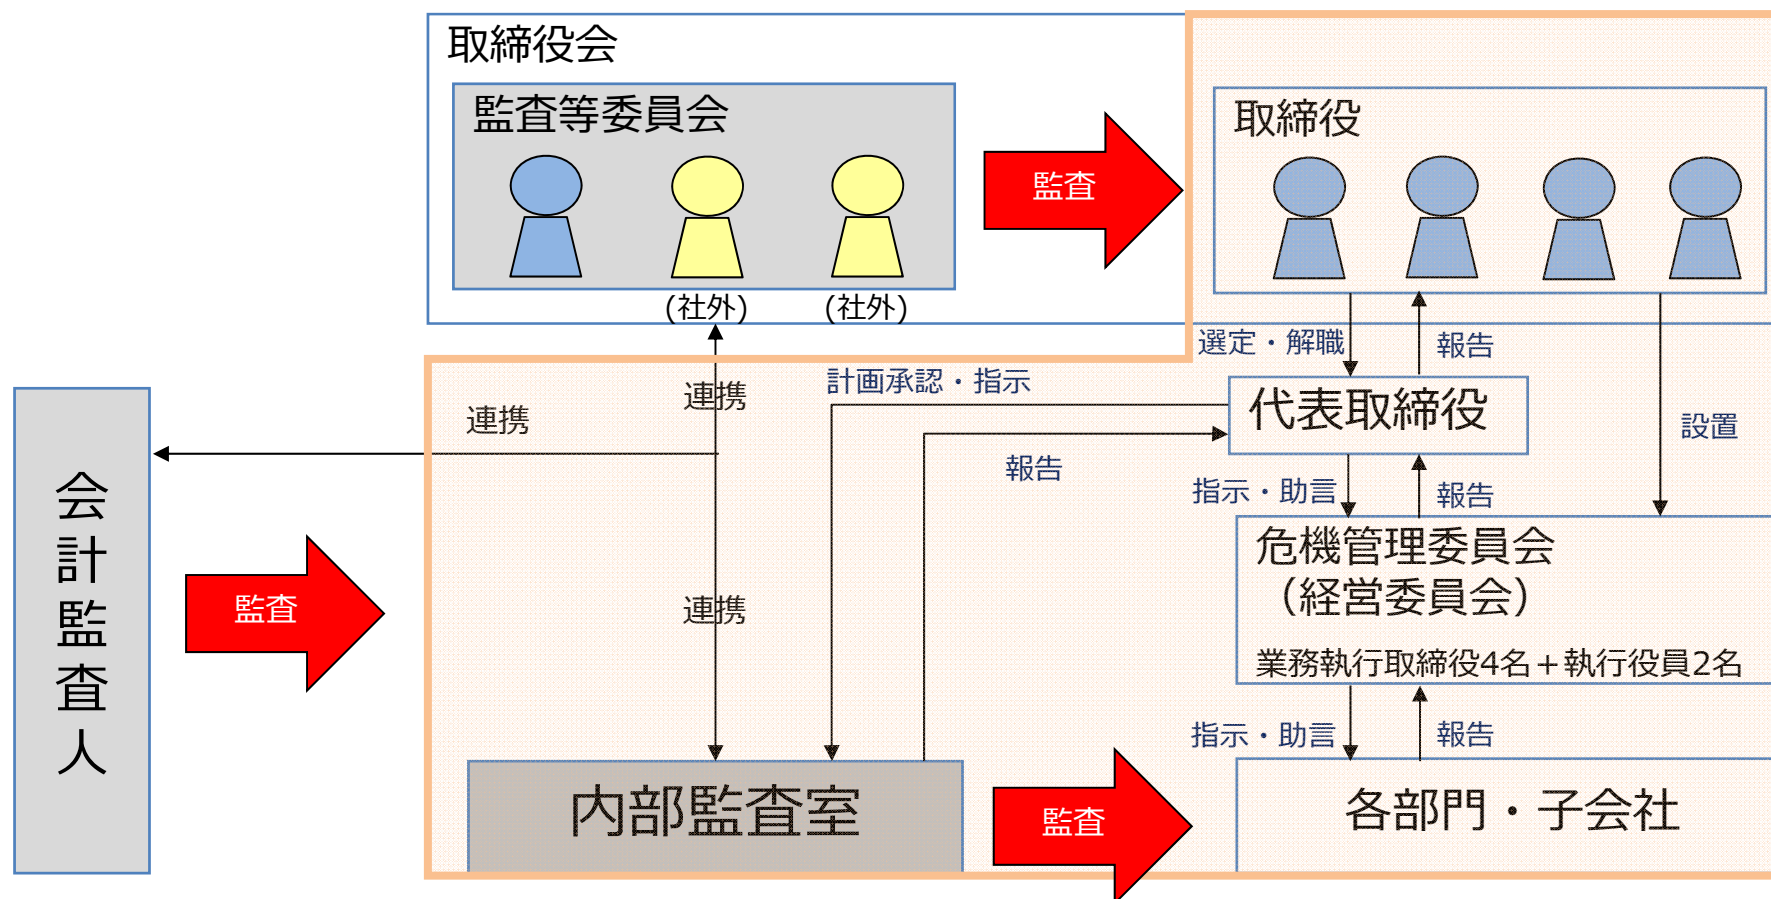 取締役会
監査等委員会
(社外)
(社外)
監査
取締役
選定・解職
報告
計画承認・指示
連携
連携
代表取締役
設置
報告
指示・助言
報告
会計監査人
監査
連携
危機管理委員会
（経営委員会）
業務執行取締役4名＋執行役員2名
指示・助言
報告
内部監査室
監査
各部門・子会社